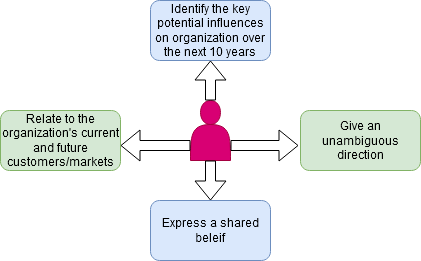 Identify the key
potential influences
on organization over
the next 10 years
Relate to the
organization's current
and future
customers/markets
Give an
unambiguous
direction
Express a shared
beleif